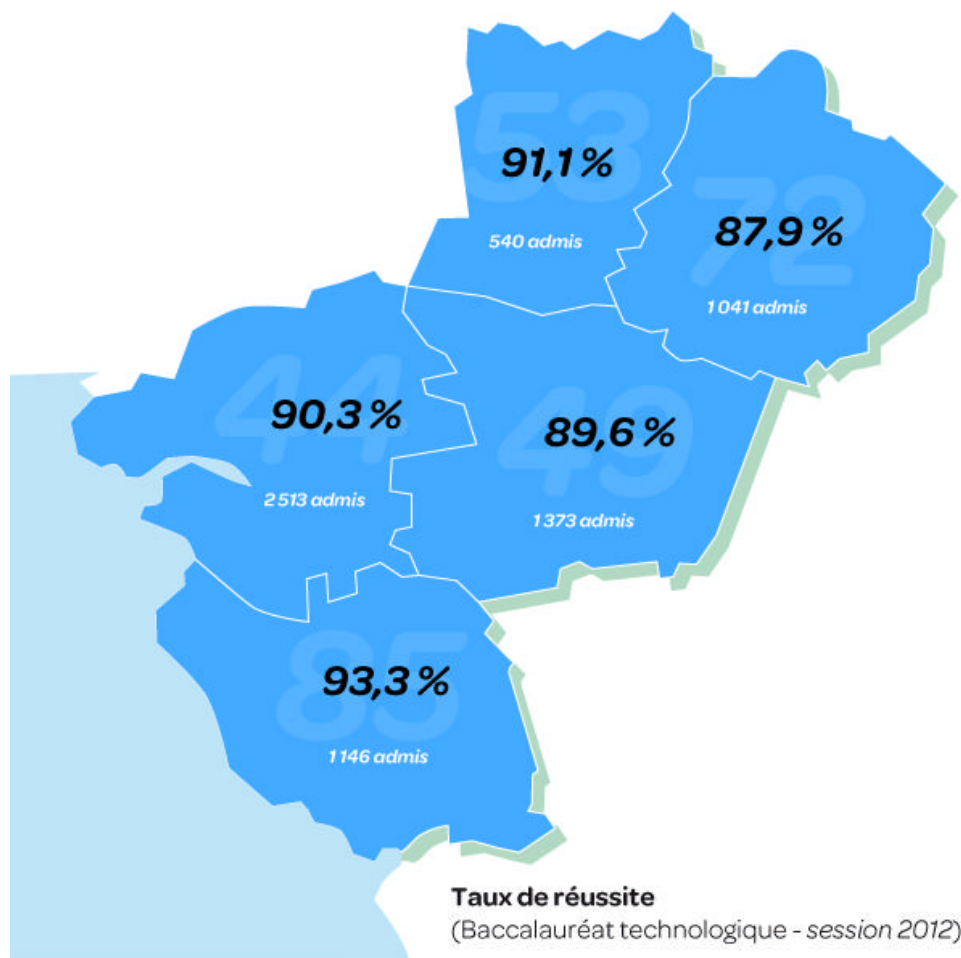 53
91,1 %
540 admis
72
87,9 %
1 041 admis
44
90,3 %
2 513 admis
49
89,6 %
1 373 admis
85
93,3 %
1 146 admis
Taux de réussite
(Baccalauréat technologique - session 2012)